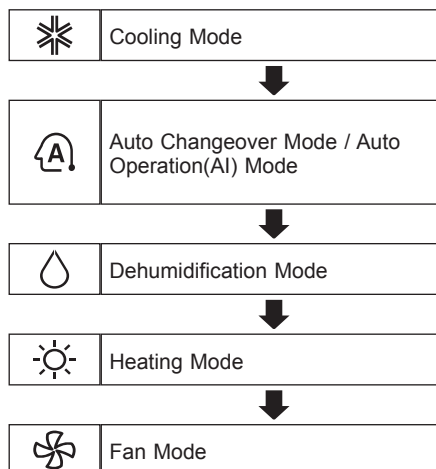 Cooling Mode
A
Auto Changeover Mode / Auto
Operation(AI) Mode
Dehumidification Mode
Heating Mode
Fan Mode